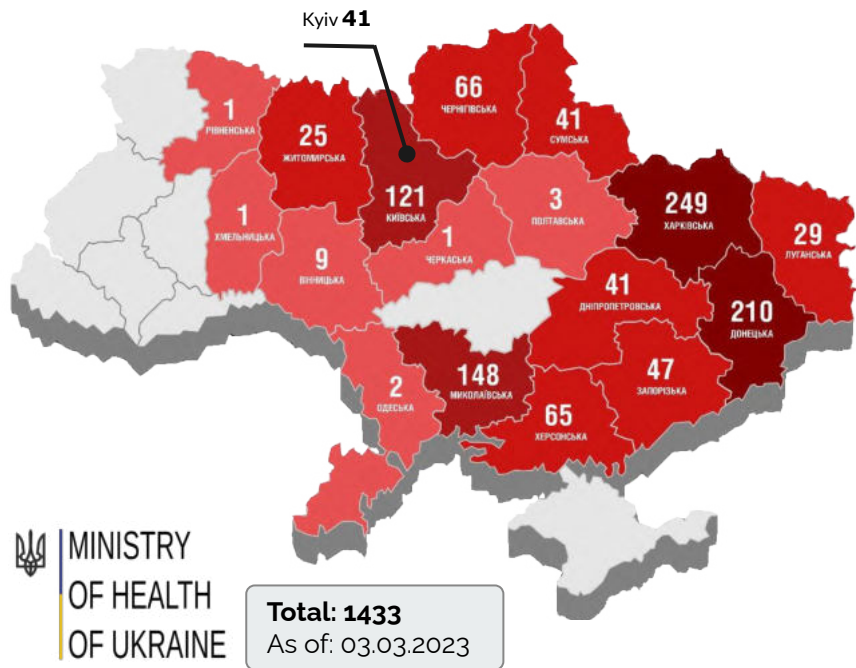 Kyiv 41
66
ЧЕРНІГІВСЬКА
1
РІВНЕНСЬКА
25
ЖИТОМИРСЬКА
41
СУМСЬКА
121
КИЇВСЬКА
3
ПОЛТАВСЬКА
249
ХАРКІВСЬКА
1
ХМЕЛЬНИЦЬКА
1
ЧЕРКАСЬКА
29
ЛУГАНСЬКА
9
ВІННИЦЬКА
41
ДНІПРОПЕТРОВСЬКА
210
ДОНЕЦЬКА
2
ОДЕСЬКА
148
МИКОЛАЇВСЬКА
47
ЗАПОРІЗЬКА
65
ХЕРСОНСЬКА
MINISTRY
OF HEALTH
OF UKRAINE
Total: 1433
As of: 03.03.2023